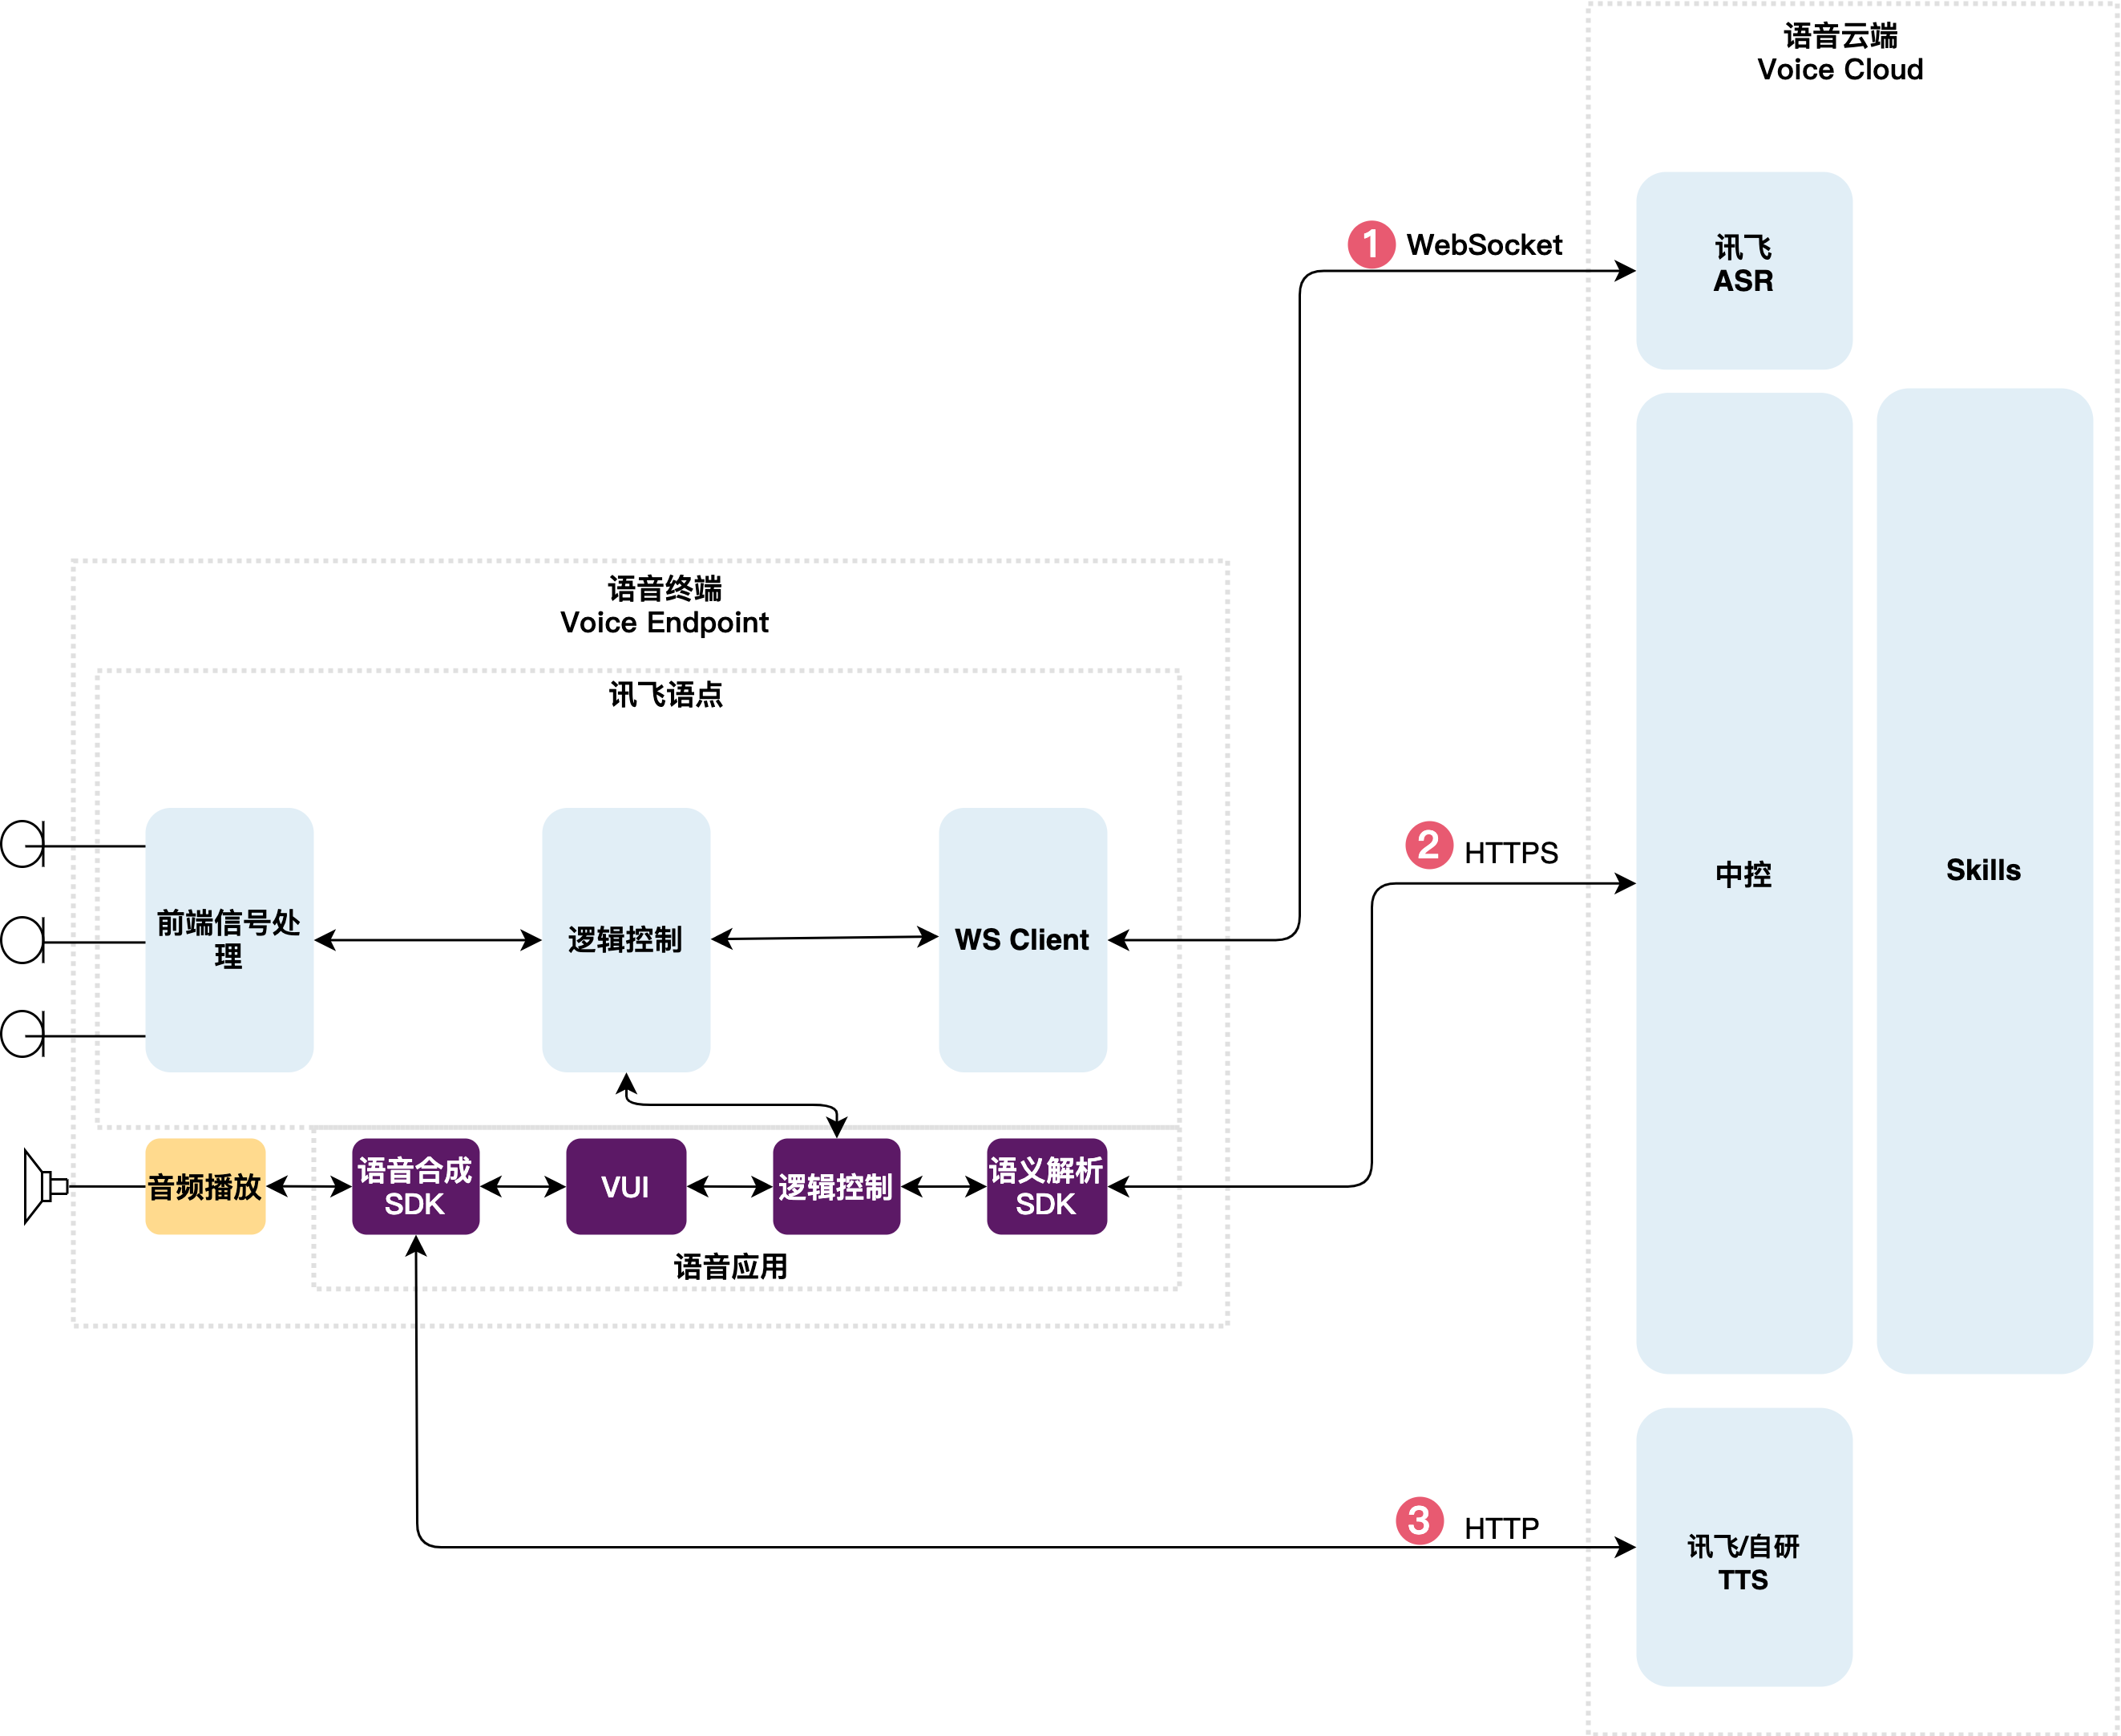 语音云端
Voice Cloud
讯飞
ASR
1
WebSocket
语音终端
Voice Endpoint
讯飞语点
前端信号处
理
逻辑控制
WS Client
2
HTTPS
中控
Skills
音频播放
语音合成
SDK
VUI
逻辑控制
语义解析
SDK
语音应用
3
HTTP
讯飞/自研
TTS